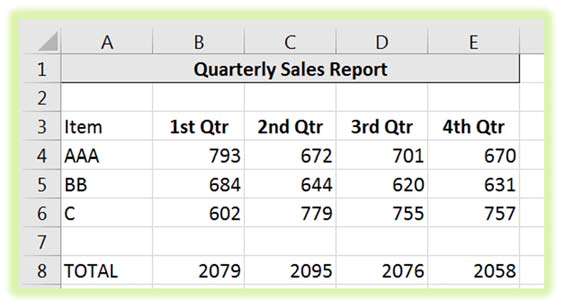 A B C D E
1 Quarterly Sales Report
2
3 Item 1st Qtr 2nd Qtr 3rd Qtr 4th Qtr
4 AAA 793 672 701 670
5 BB 684 644 620 631
6 C 602 779 755 757
7
8 TOTAL 2079 2095 2076 2058